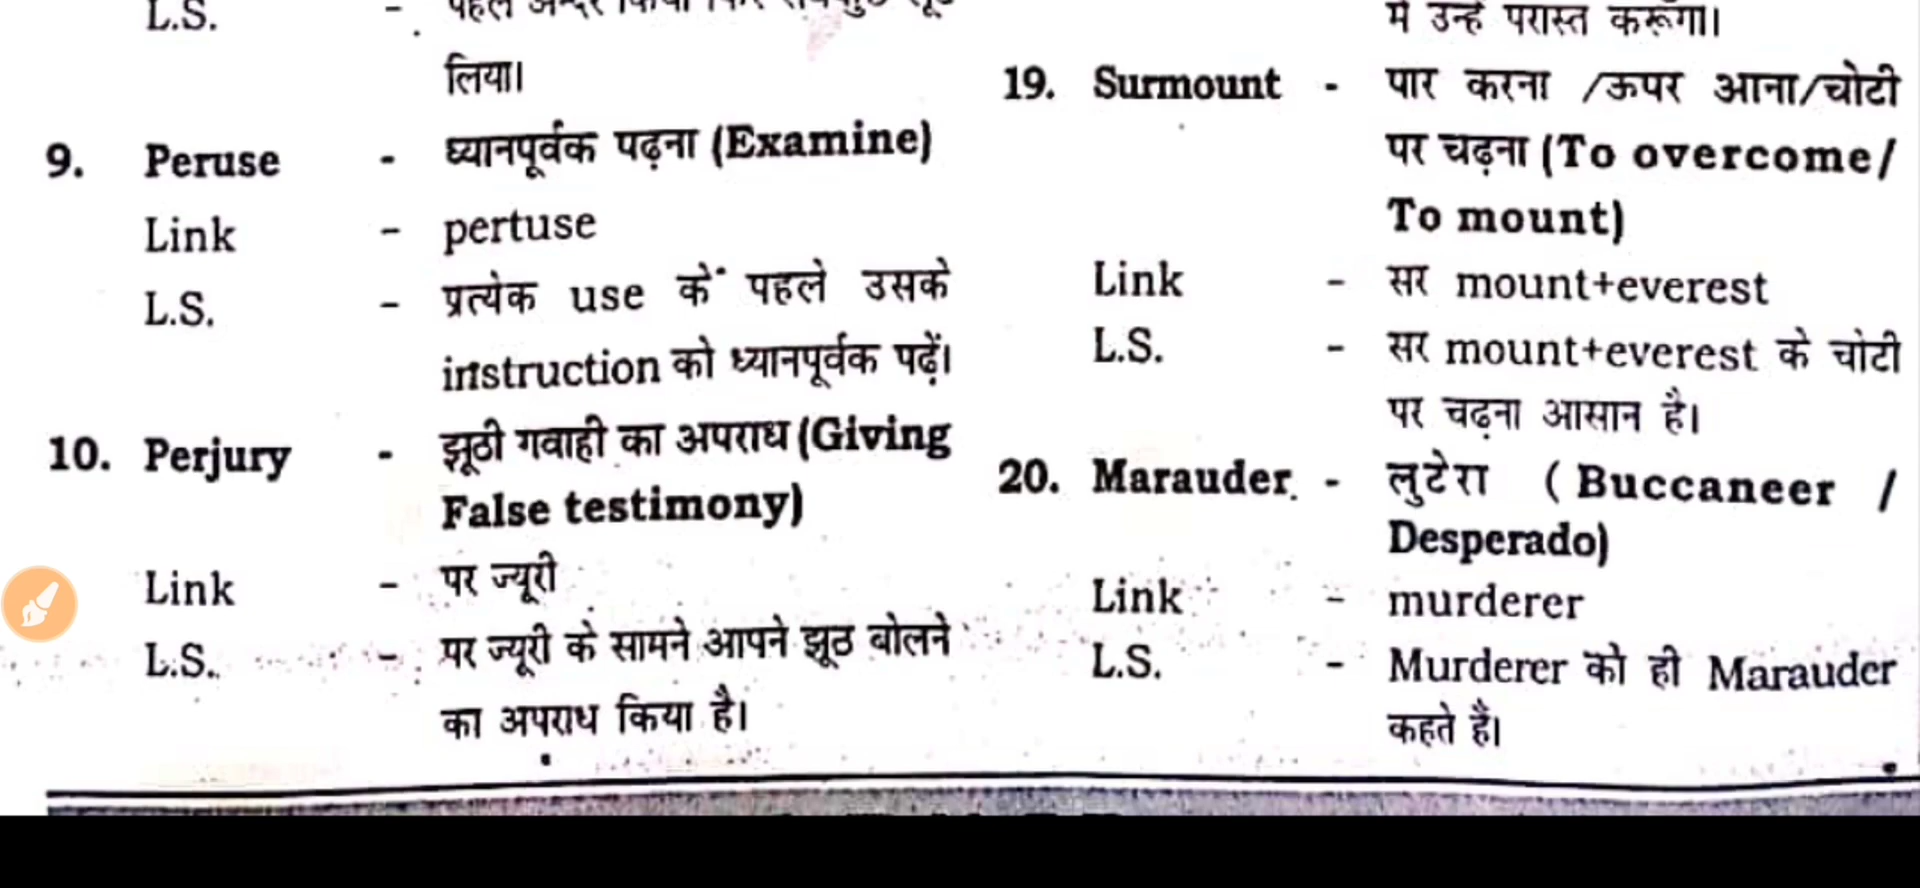 L.S. -
लिया।
9. Peruse - ध्यानपूर्वक पढ़ना (Examine)
Link - pertuse
L.S. - प्रत्येक use के पहले उसके
instruction को ध्यानपूर्वक पढ़ें।
10. Perjury - झूठी गवाही का अपराध (Giving
False testimony)
Link - पर ज्यूरी
L.S. - पर ज्यूरी के सामने आपने झूठ बोलने
का अपराध किया है।
में उन्हें परास्त करूँगा।
19. Surmount - पार करना /ऊपर आना/चोटी
पर चढ़ना (To overcome/
To mount)
Link - सर mount+everest
L.S. - सर mount+everest के चोटी
पर चढ़ना आसान है।
20. Marauder - लुटेरा (Buccaneer /
Desperado)
Link - murderer
L.S. - Murderer को ही Marauder
कहते हैं।